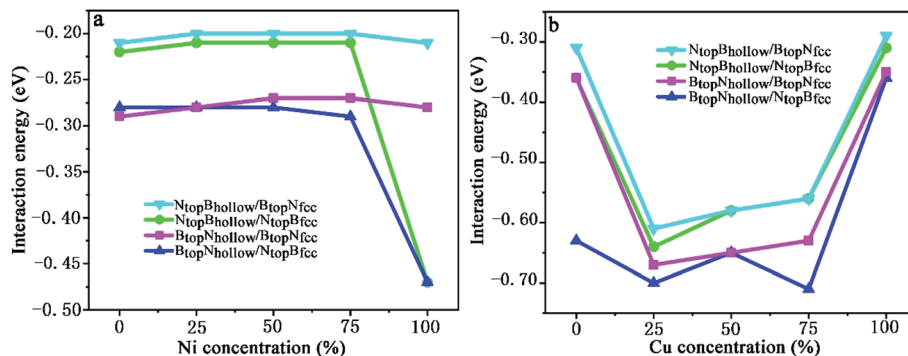 a
Interaction energy (eV)
−0.20
−0.25
−0.30
−0.35
−0.40
−0.45
−0.50
NtopBhollow/BtopNfcc
NtopBhollow/NtopBfcc
BtopNhollow/BtopNfcc
BtopNhollow/NtopBfcc
0 25 50 75 100
Ni concentration (%)
b
Interaction energy (eV)
−0.30
−0.40
−0.50
−0.60
−0.70
NtopBhollow/BtopNfcc
NtopBhollow/NtopBfcc
BtopNhollow/BtopNfcc
BtopNhollow/NtopBfcc
0 25 50 75 100
Cu concentration (%)